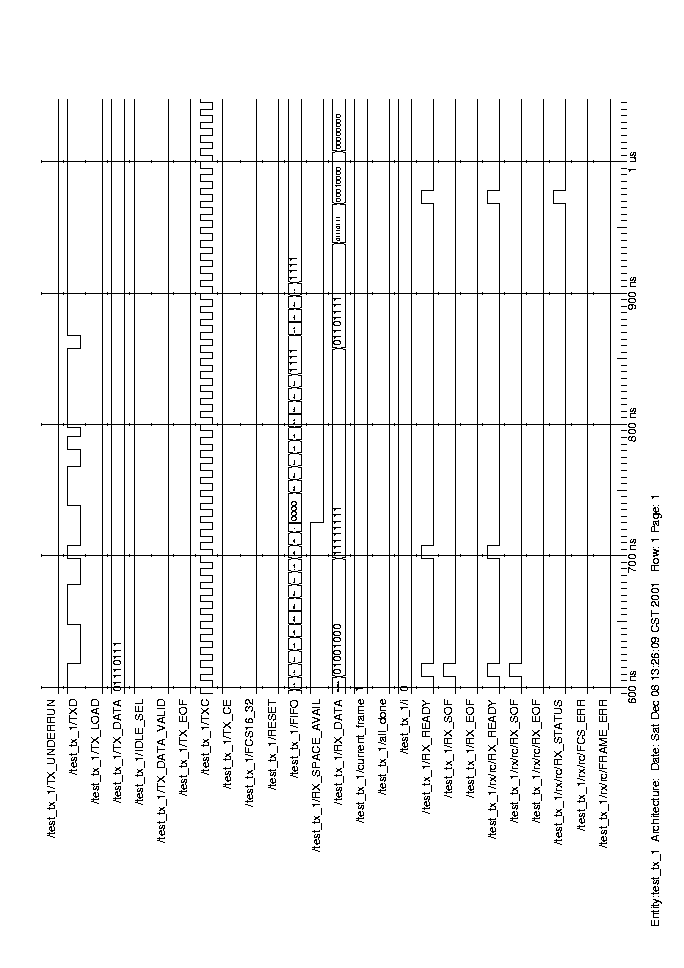 /test_tx_1/TX_UNDERRUN
/test_tx_1/TXD
/test_tx_1/TX_LOAD
/test_tx_1/TX_DATA 01110111
/test_tx_1/IDLE_SEL
/test_tx_1/TX_DATA_VALID
/test_tx_1/TX_EOF
/test_tx_1/TXC
/test_tx_1/TX_CE
/test_tx_1/FCS16_32
/test_tx_1/RESET
/test_tx_1/FIFO 0000 1111 1111
/test_tx_1/RX_SPACE_AVAIL
/test_tx_1/RX_DATA 01001000 11111111 01101111 00010000 00000000
/test_tx_1/current_frame 1
/test_tx_1/all_done
/test_tx_1/i 0
/test_tx_1/RX_READY
/test_tx_1/RX_SOF
/test_tx_1/RX_EOF
/test_tx_1/rx/rc/RX_READY
/test_tx_1/rx/rc/RX_SOF
/test_tx_1/rx/rc/RX_EOF
/test_tx_1/rx/rc/RX_STATUS
/test_tx_1/rx/rc/FCS_ERR
/test_tx_1/rx/rc/FRAME_ERR
600 ns 700 ns 800 ns 900 ns 1 us
Entity:test_tx_1 Architecture: Date: Sat Dec 08 13:26:09 CST 2001 Row: 1 Page: 1